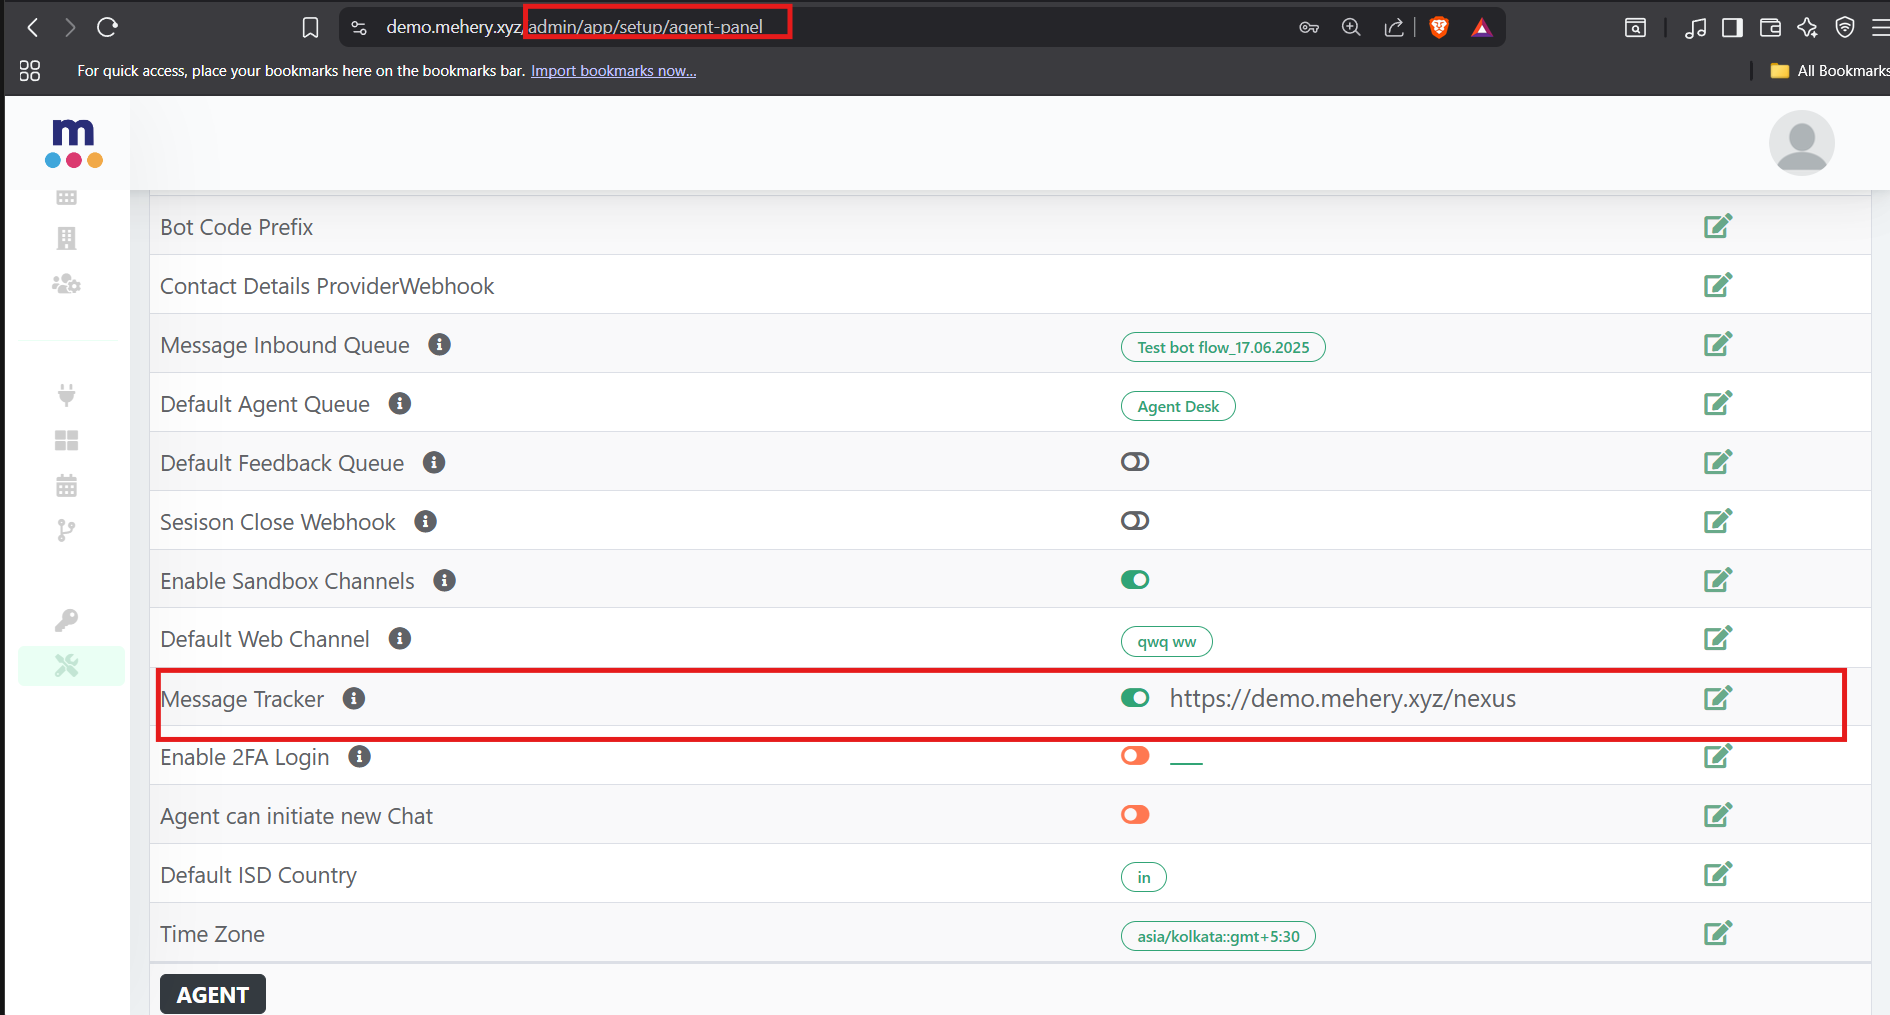 demo.mehery.xyz/admin/app/setup/agent-panel
For quick access, place your bookmarks here on the bookmarks bar. Import bookmarks now...
All Bookmarks
m
Bot Code Prefix
Contact Details ProviderWebhook
Message Inbound Queue Test bot flow_17.06.2025
Default Agent Queue Agent Desk
Default Feedback Queue
Sesison Close Webhook
Enable Sandbox Channels
Default Web Channel qwq ww
Message Tracker https://demo.mehery.xyz/nexus
Enable 2FA Login
Agent can initiate new Chat
Default ISD Country in
Time Zone asia/kolkata::gmt+5:30
AGENT